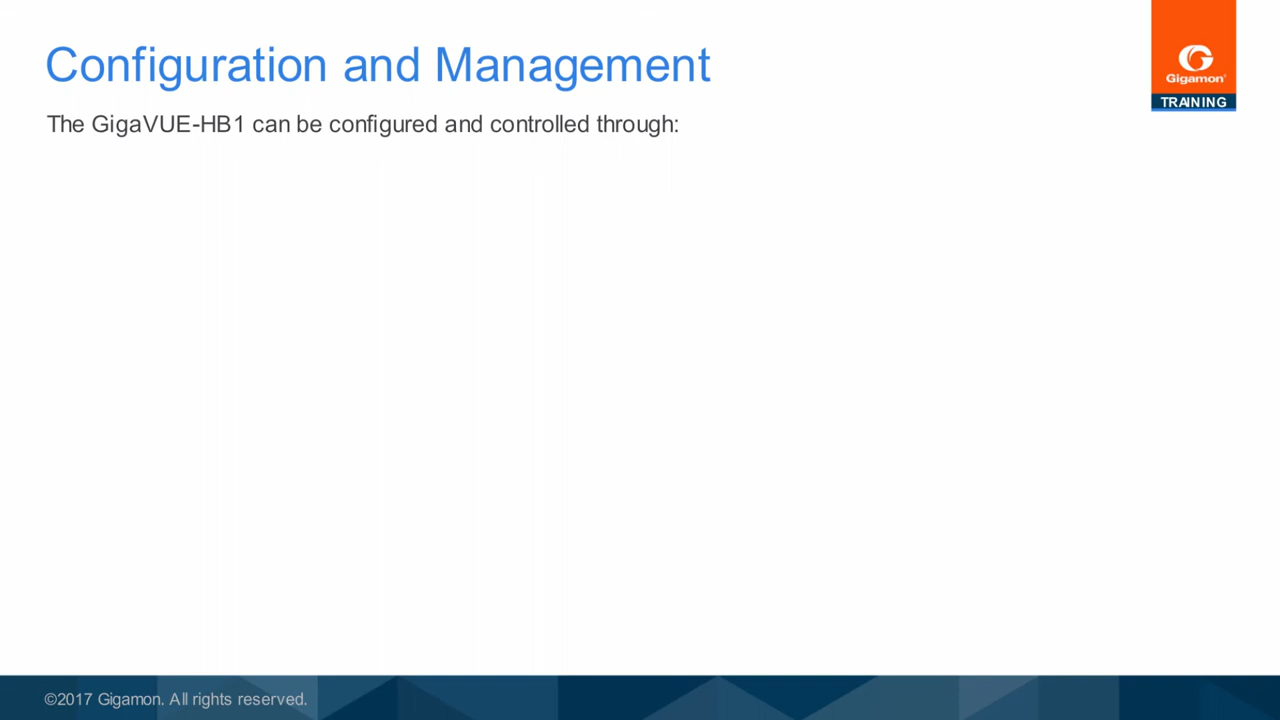 Configuration and Management
The GigaVUE-HB1 can be configured and controlled through:
Gigamon®
TRAINING
©2017 Gigamon. All rights reserved.